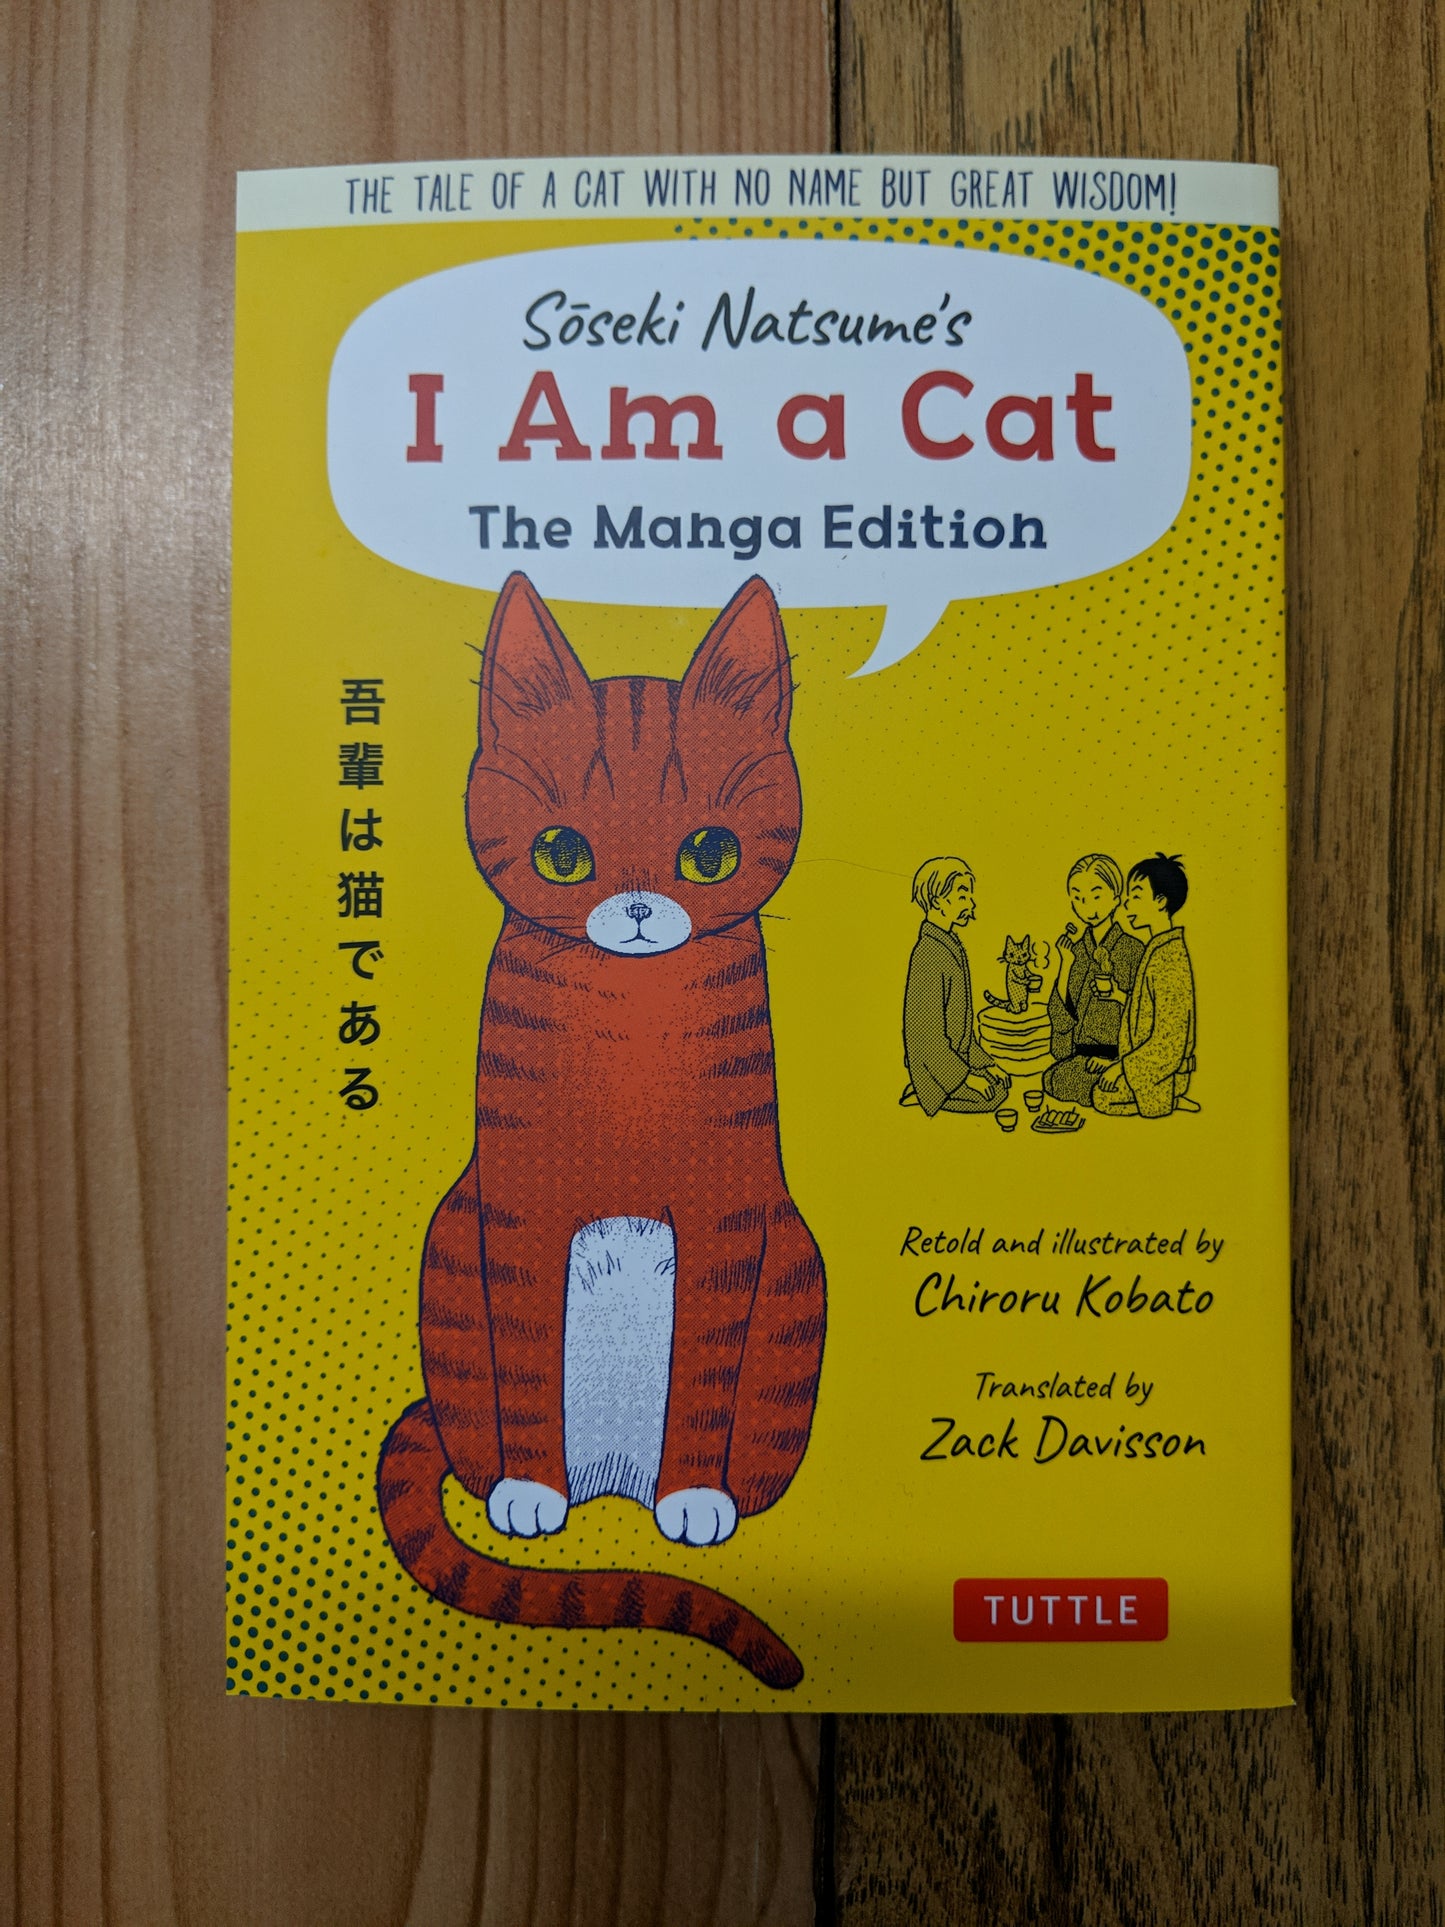 THE TALE OF A CAT WITH NO NAME BUT GREAT WISDOM!
Sōseki Natsume's
I Am a Cat
The Manga Edition
吾輩は猫である
Retold and illustrated by
Chiroru Kobato
Translated by
Zack Davisson
TUTTLE